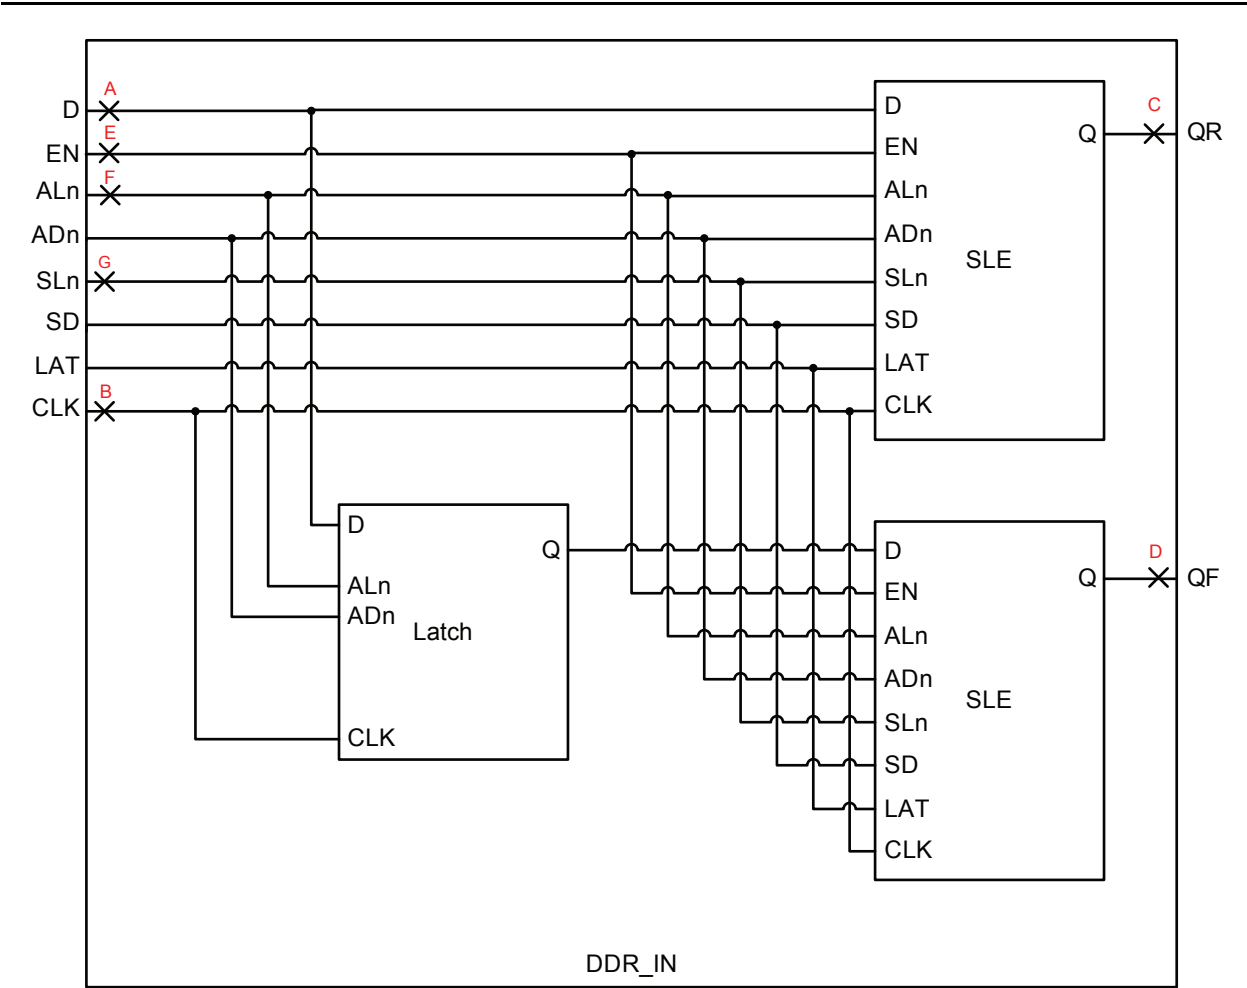 A
D
E
EN
F
ALn
ADn
G
SLn
SD
LAT
B
CLK
D
EN
ALn
ADn
SLn
SD
LAT
CLK
SLE
Q
C
QR
D
ALn
ADn
CLK
Latch
Q
D
EN
ALn
ADn
SLn
SD
LAT
CLK
SLE
Q
D
QF
DDR_IN